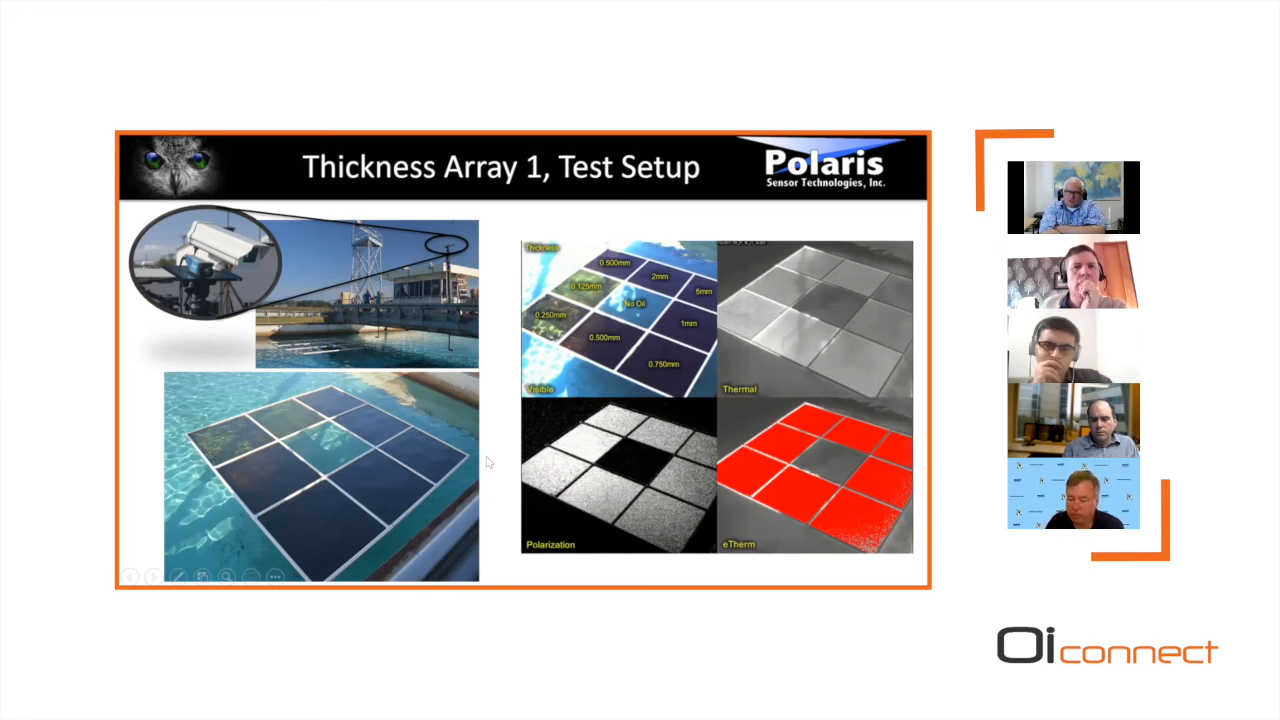 Thickness Array 1, Test Setup
Polaris
Sensor Technologies, Inc.
Thickness
0.500mm
2mm
5mm
0.125mm
No Oil
0.250mm
1mm
0.500mm
0.750mm
Visible
Thermal
Polarization
eTherm
Oiconnect